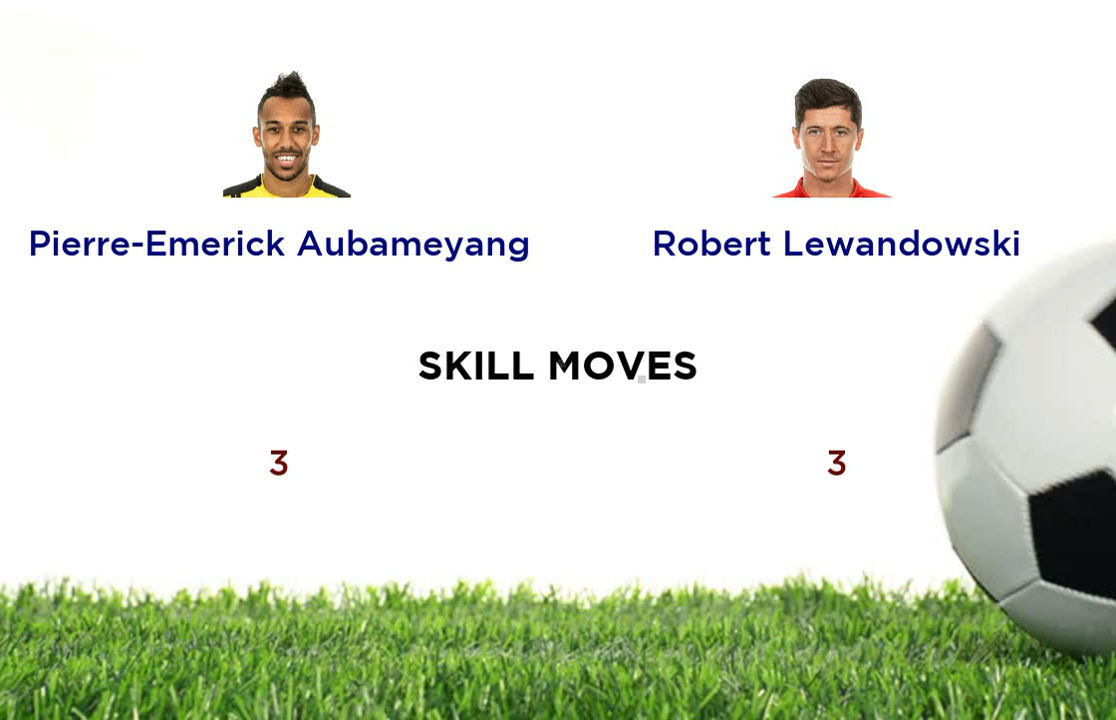 Pierre-Emerick Aubameyang
Robert Lewandowski
SKILL MOVES
3
3